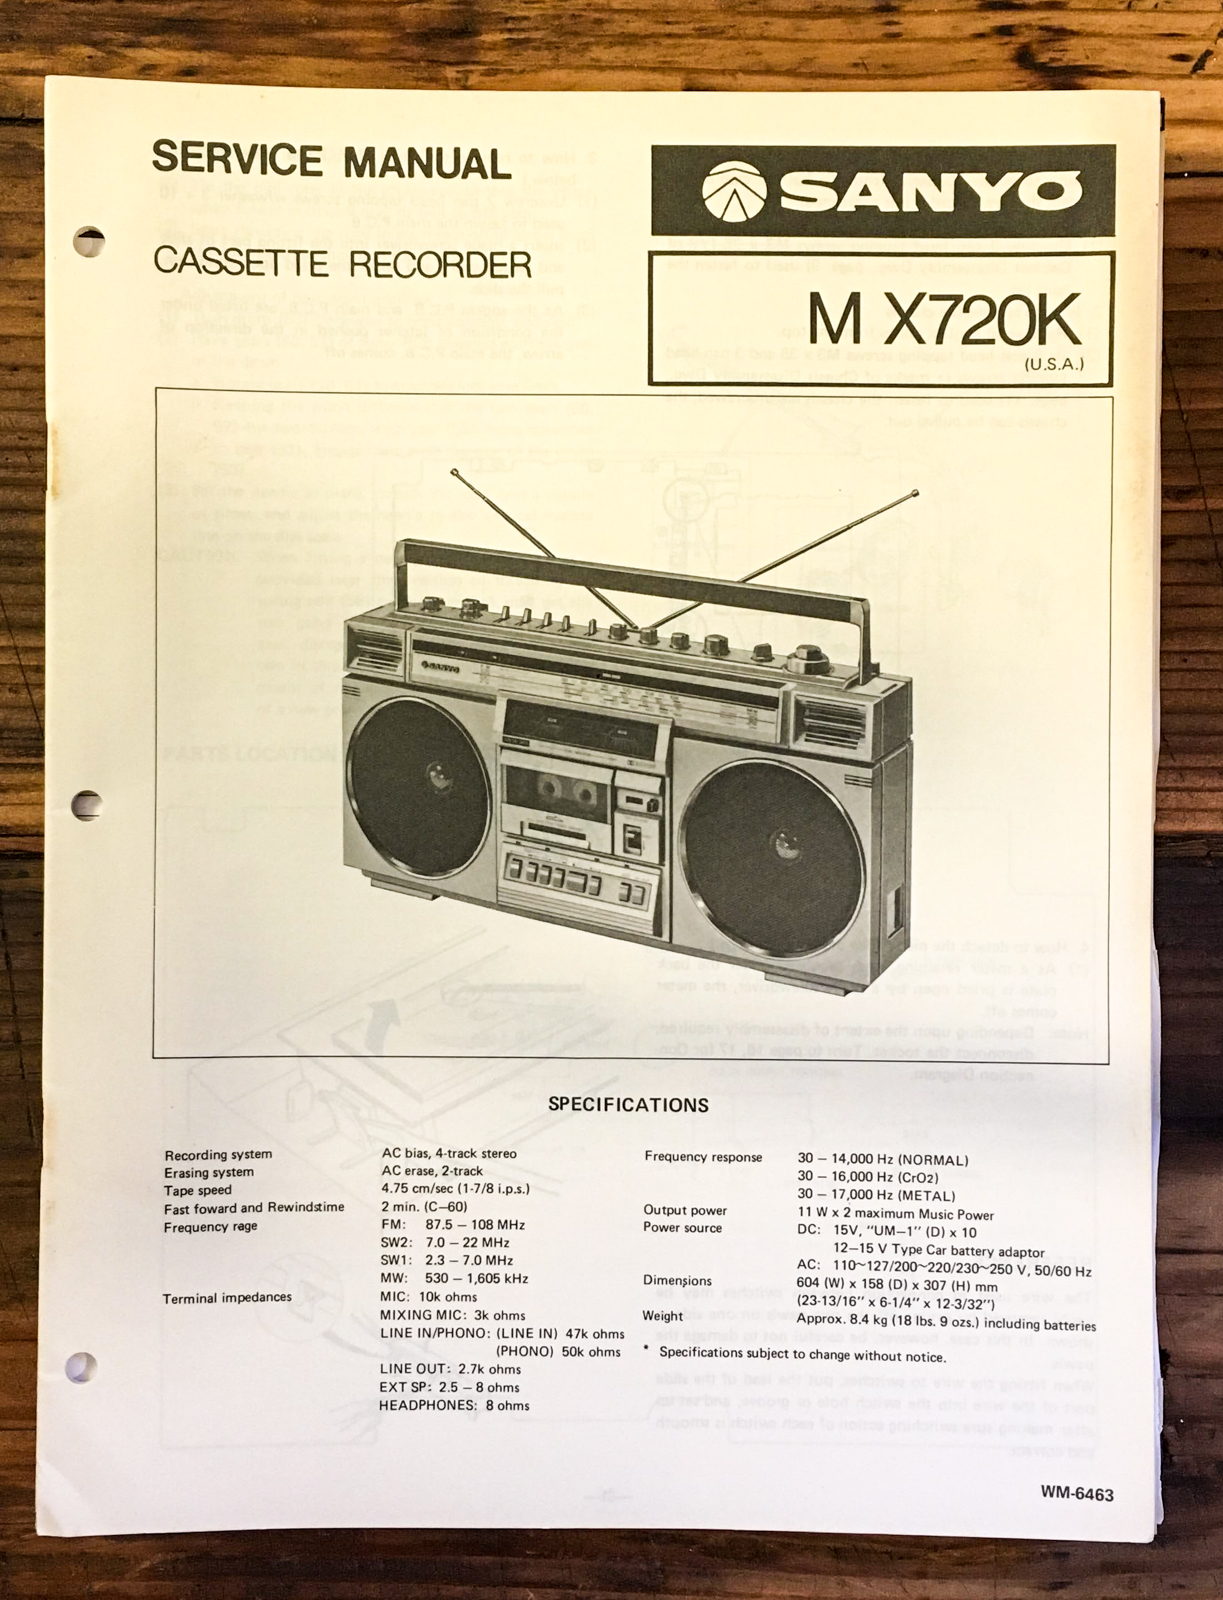 SERVICE MANUAL
SANYO
CASSETTE RECORDER
M X720K
(U.S.A.)
SANYO
SPECIFICATIONS
Recording system AC bias, 4-track stereo
Erasing system AC erase, 2-track
Tape speed 4.75 cm/sec (1-7/8 i.p.s.)
Fast foward and Rewindstime 2 min. (C–60)
Frequency rage FM: 87.5 – 108 MHz
SW2: 7.0 – 22 MHz
SW1: 2.3 – 7.0 MHz
MW: 530 – 1,605 kHz
Terminal impedances MIC: 10k ohms
MIXING MIC: 3k ohms
LINE IN/PHONO: (LINE IN) 47k ohms
(PHONO) 50k ohms
LINE OUT: 2.7k ohms
EXT SP: 2.5 – 8 ohms
HEADPHONES: 8 ohms
Frequency response 30 – 14,000 Hz (NORMAL)
30 – 16,000 Hz (CrO2)
30 – 17,000 Hz (METAL)
Output power 11 W x 2 maximum Music Power
Power source DC: 15V, "UM–1" (D) x 10
12–15 V Type Car battery adaptor
AC: 110~127/200~220/230~250 V, 50/60 Hz
Dimensions 604 (W) x 158 (D) x 307 (H) mm
(23-13/16" x 6-1/4" x 12-3/32")
Weight Approx. 8.4 kg (18 lbs. 9 ozs.) including batteries
* Specifications subject to change without notice.
WM-6463